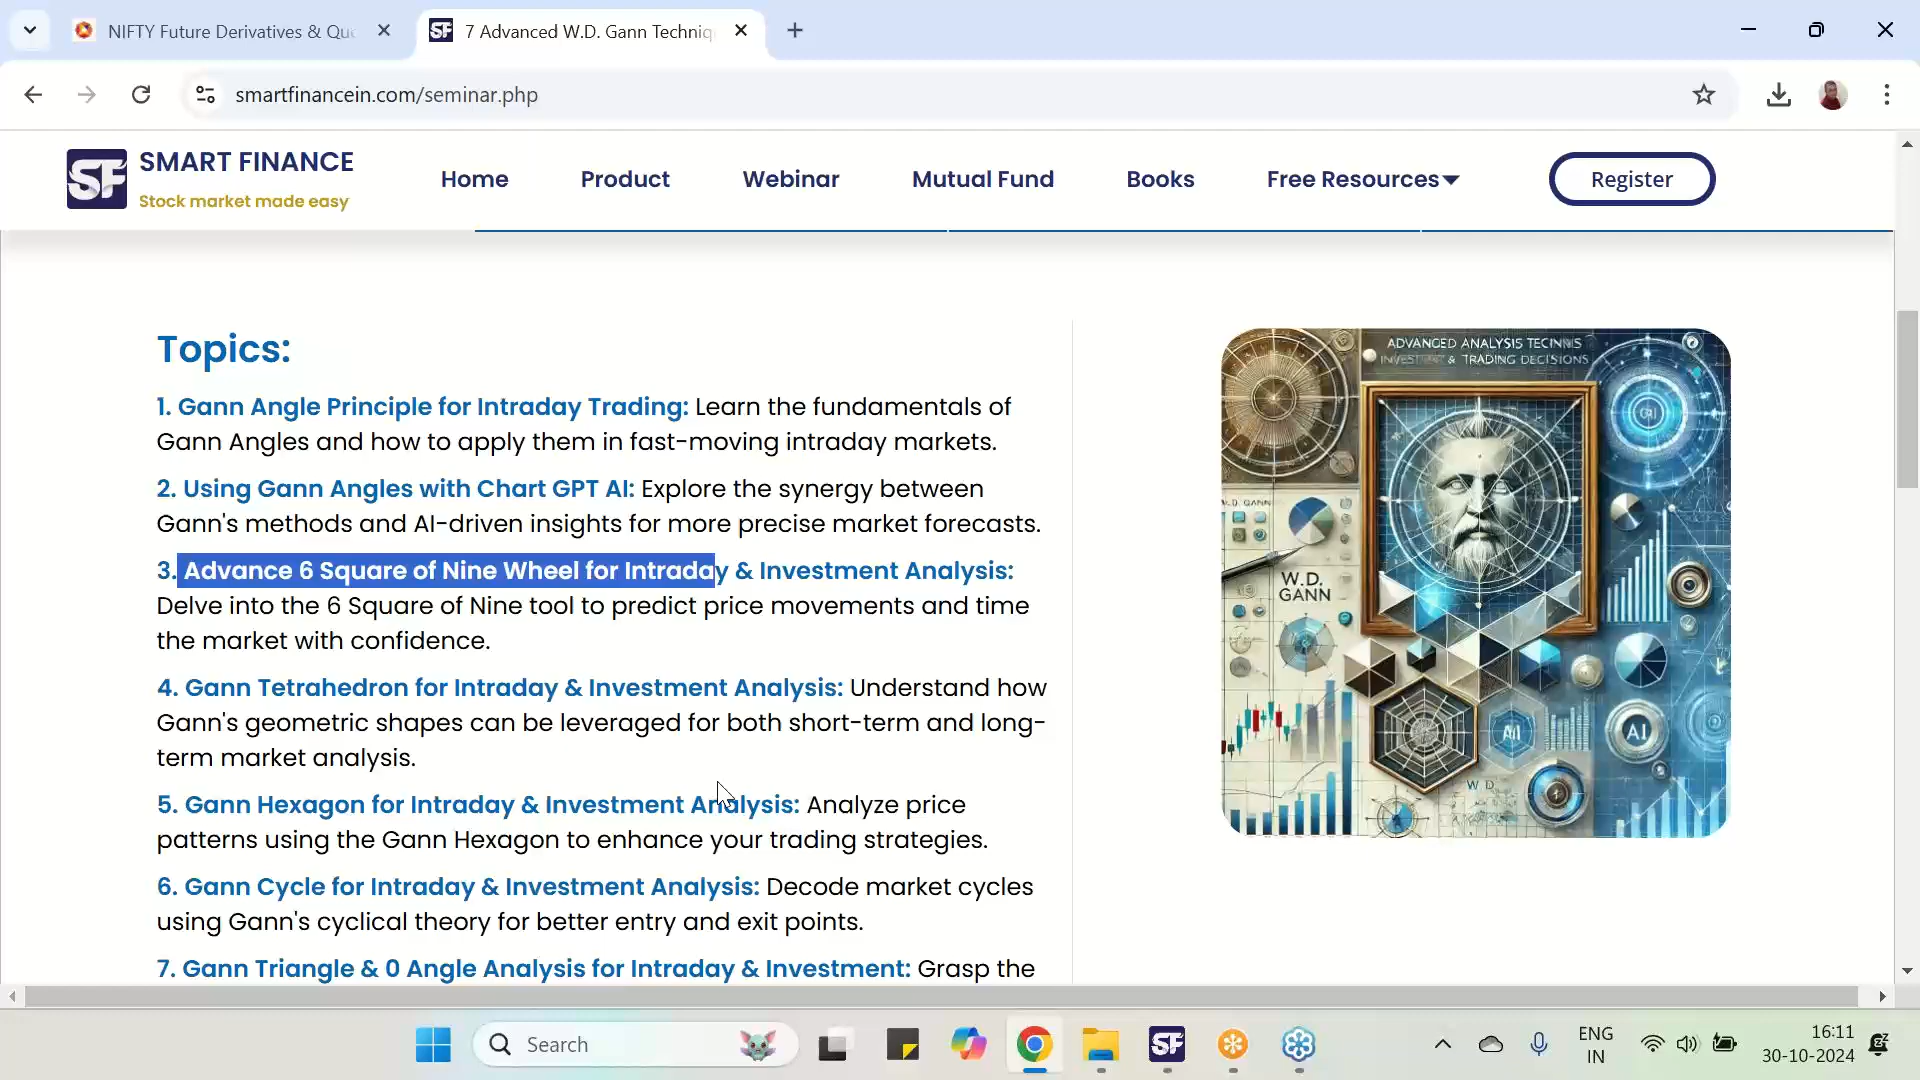 NIFTY Future Derivatives & Qu
7 Advanced W.D. Gann Techniq
smartfinancein.com/seminar.php
SF
SMART FINANCE
Stock market made easy
Home
Product
Webinar
Mutual Fund
Books
Free Resources
Register
Topics:
1. Gann Angle Principle for Intraday Trading: Learn the fundamentals of
Gann Angles and how to apply them in fast-moving intraday markets.
2. Using Gann Angles with Chart GPT AI: Explore the synergy between
Gann's methods and AI-driven insights for more precise market forecasts.
3. Advance 6 Square of Nine Wheel for Intraday & Investment Analysis:
Delve into the 6 Square of Nine tool to predict price movements and time
the market with confidence.
4. Gann Tetrahedron for Intraday & Investment Analysis: Understand how
Gann's geometric shapes can be leveraged for both short-term and long-
term market analysis.
5. Gann Hexagon for Intraday & Investment Analysis: Analyze price
patterns using the Gann Hexagon to enhance your trading strategies.
6. Gann Cycle for Intraday & Investment Analysis: Decode market cycles
using Gann's cyclical theory for better entry and exit points.
7. Gann Triangle & 0 Angle Analysis for Intraday & Investment: Grasp the
ADVANCED ANALYSIS TECINIS
& TRADING DECISIONS
W.D.
GANN
AI
W D
Search
SF
ENG
IN
16:11
30-10-2024